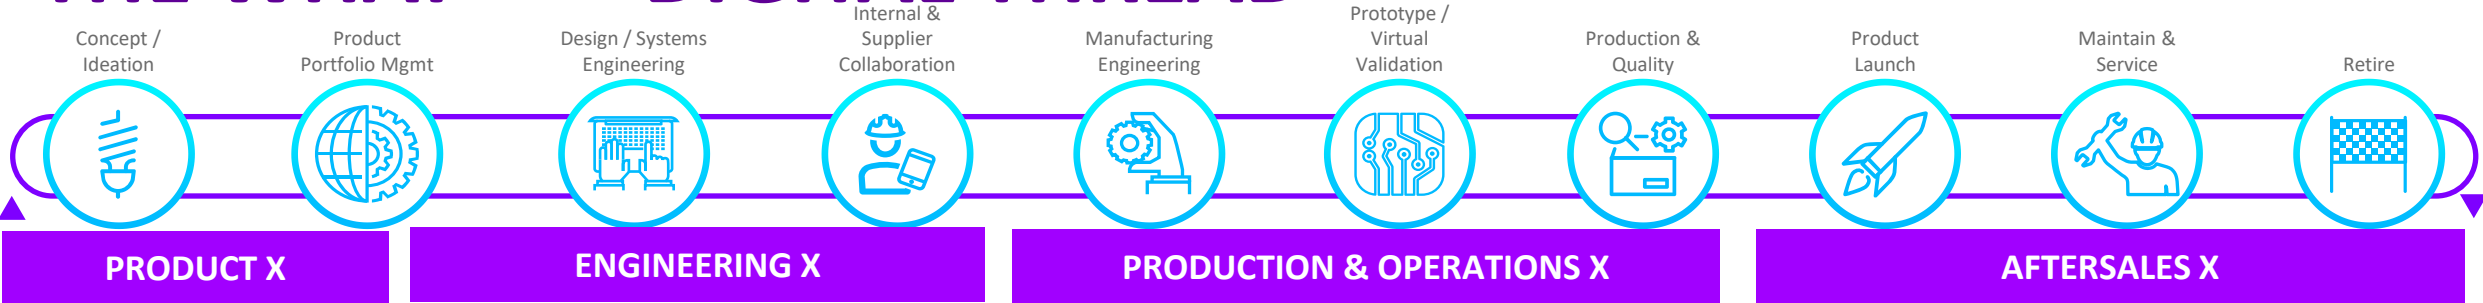 Concept /
Ideation
Product
Portfolio Mgmt
Design / Systems
Engineering
Internal &
Supplier
Collaboration
Manufacturing
Engineering
Prototype /
Virtual
Validation
Production &
Quality
Product
Launch
Maintain &
Service
Retire
PRODUCT X
ENGINEERING X
PRODUCTION & OPERATIONS X
AFTERSALES X